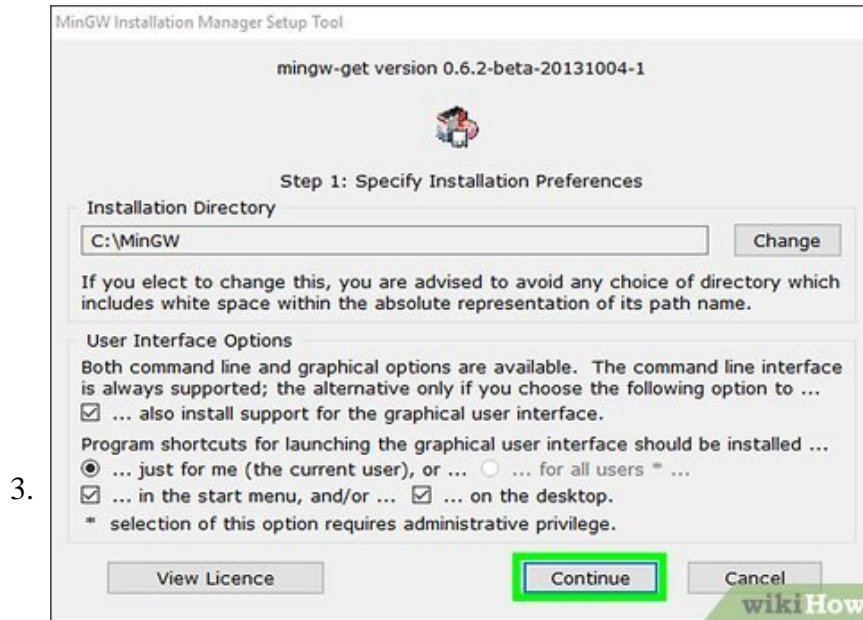 MinGW Installation Manager Setup Tool
mingw-get version 0.6.2-beta-20131004-1
Step 1: Specify Installation Preferences
Installation Directory
C:\MinGW
Change
If you elect to change this, you are advised to avoid any choice of directory which
includes white space within the absolute representation of its path name.
User Interface Options
Both command line and graphical options are available.  The command line interface
is always supported; the alternative only if you choose the following option to ...
... also install support for the graphical user interface.
Program shortcuts for launching the graphical user interface should be installed ...
... just for me (the current user), or ... ... for all users * ...
3.
... in the start menu, and/or ... ... on the desktop.
* selection of this option requires administrative privilege.
View Licence
Continue
Cancel
wikiHow